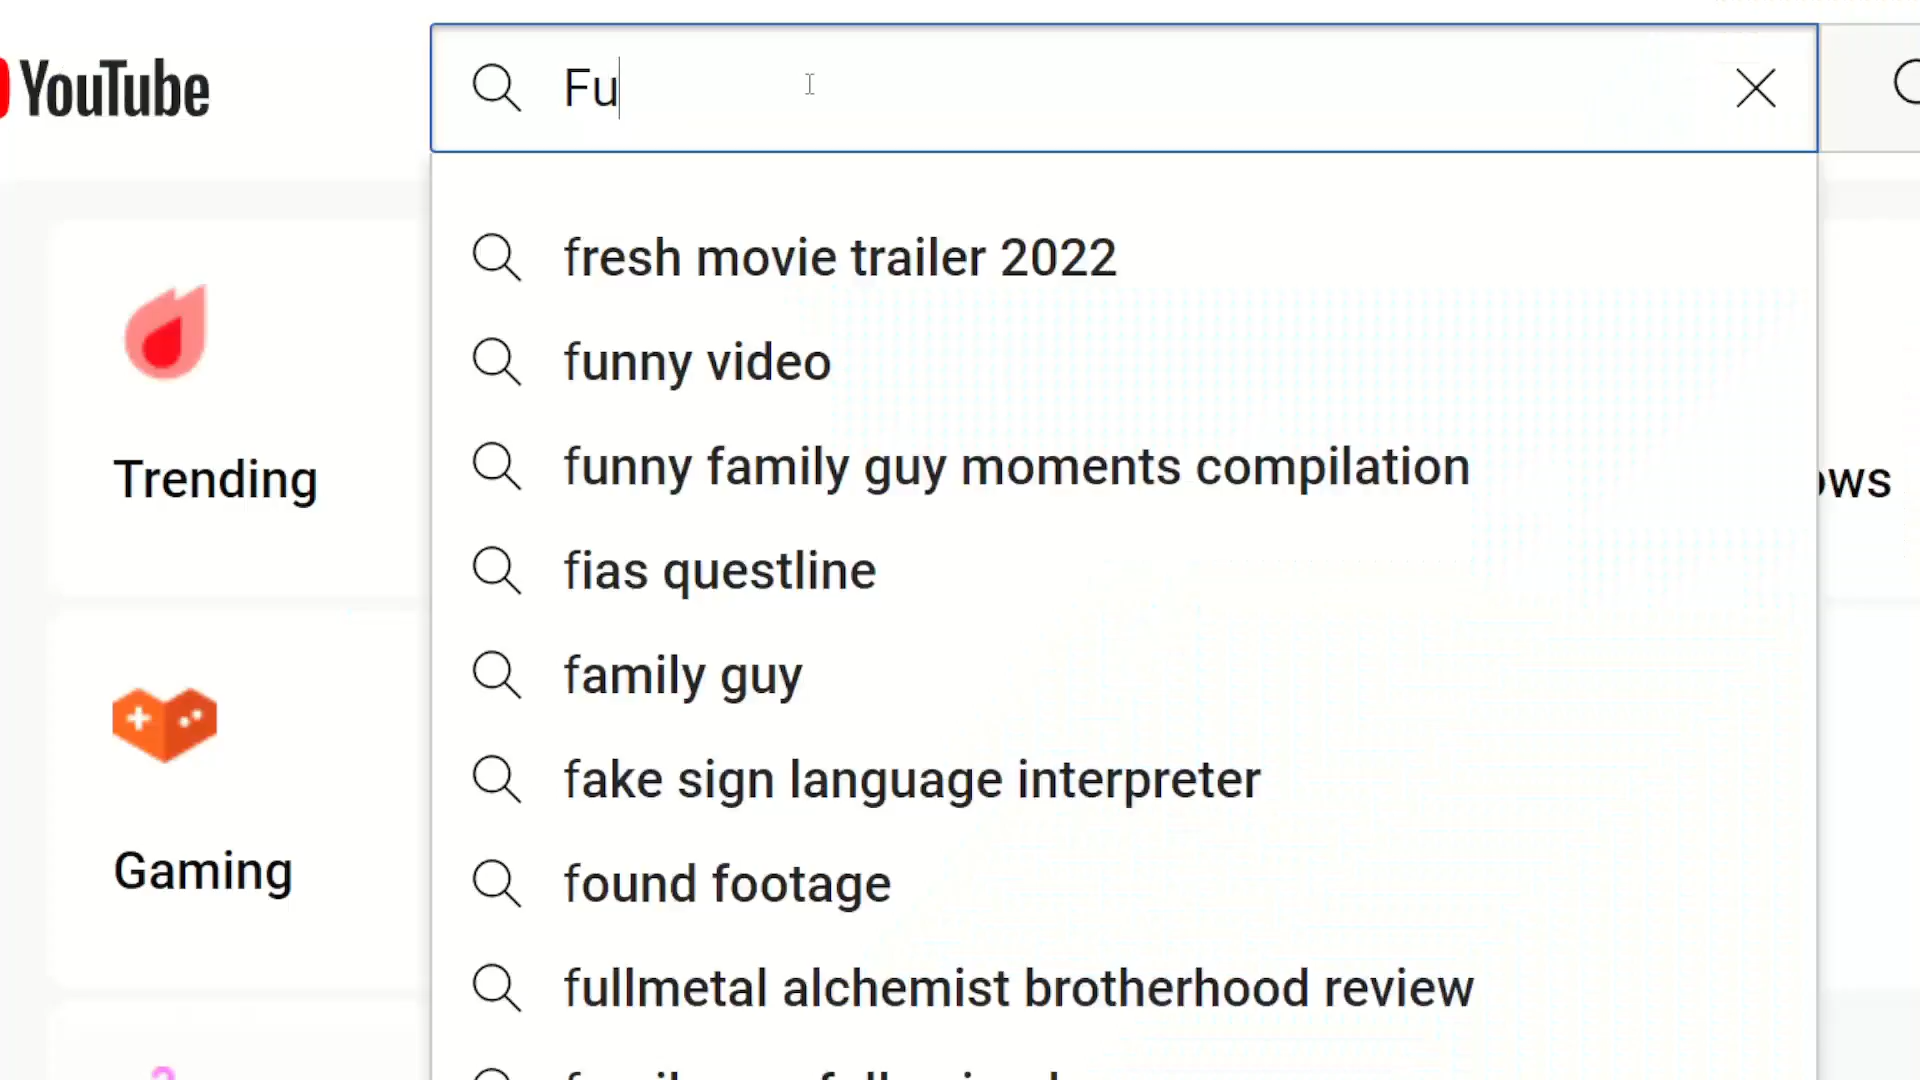 YouTube
Fu
fresh movie trailer 2022
funny video
funny family guy moments compilation
Trending
fias questline
family guy
fake sign language interpreter
Gaming
found footage
fullmetal alchemist brotherhood review